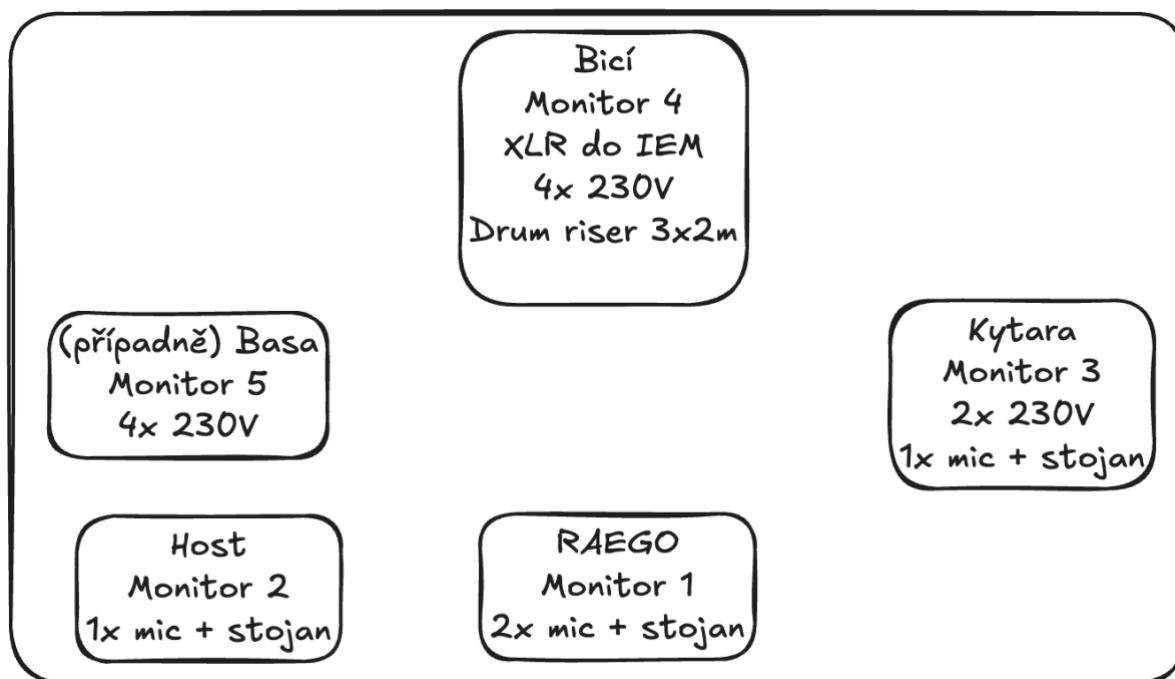 Bicí
Monitor 4
XLR do IEM
4x 230V
Drum riser 3x2m
(případně) Basa
Monitor 5
4x 230V
Kytara
Monitor 3
2x 230V
1x mic + stojan
Host
Monitor 2
1x mic + stojan
RAEGO
Monitor 1
2x mic + stojan